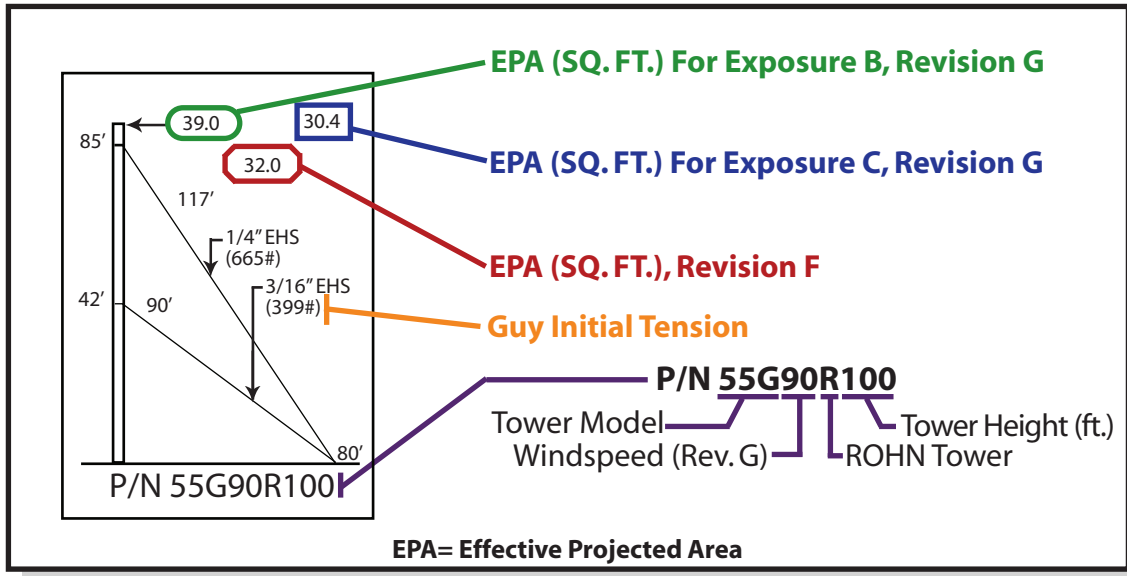 EPA (SQ. FT.) For Exposure B, Revision G
39.0
30.4
85′
EPA (SQ. FT.) For Exposure C, Revision G
32.0
117′
1/4” EHS
(665#)
EPA (SQ. FT.), Revision F
3/16” EHS
(399#)
42′
90′
Guy Initial Tension
P/N 55G90R100
Tower Model
Tower Height (ft.)
Windspeed (Rev. G)
ROHN Tower
80′
P/N 55G90R100
EPA= Effective Projected Area